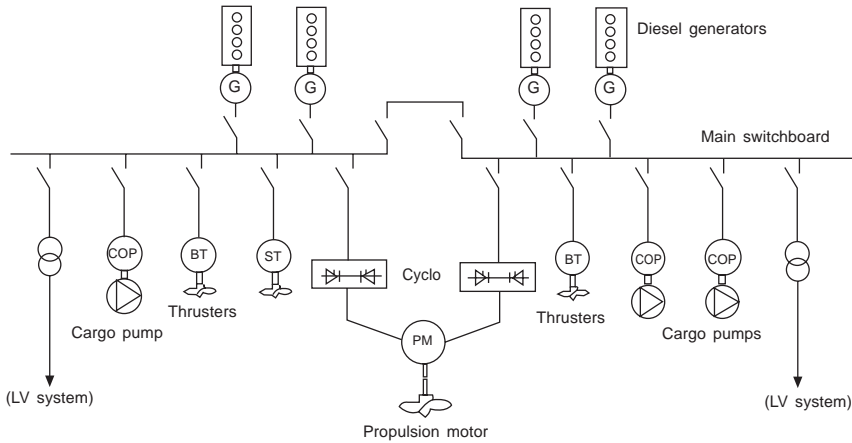 Diesel generators
G
G
G
G
Main switchboard
COP
BT
ST
BT
COP
COP
Cyclo
Thrusters
Thrusters
Cargo pump
Cargo pumps
PM
(LV system)
(LV system)
Propulsion motor